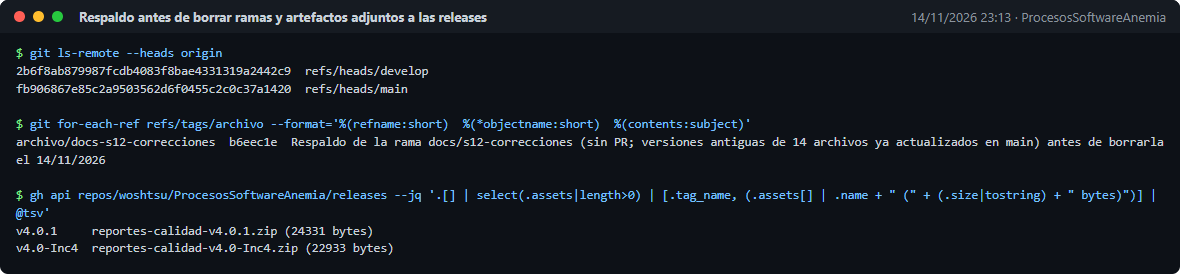 Respaldo antes de borrar ramas y artefactos adjuntos a las releases
14/11/2026 23:13 · ProcesosSoftwareAnemia
$ git ls-remote --heads origin
2b6f8ab879987fcdb4083f8bae4331319a2442c9  refs/heads/develop
fb906867e85c2a9503562d6f0455c2c0c37a1420  refs/heads/main
$ git for-each-ref refs/tags/archivo --format='%(refname:short)  %(*objectname:short)  %(contents:subject)'
archivo/docs-s12-correcciones  b6eec1e  Respaldo de la rama docs/s12-correcciones (sin PR; versiones antiguas de 14 archivos ya actualizados en main) antes de borrarla
el 14/11/2026
$ gh api repos/woshtsu/ProcesosSoftwareAnemia/releases --jq '.[] | select(.assets|length>0) | [.tag_name, (.assets[] | .name + " (" + (.size|tostring) + " bytes)")] |
@tsv'
v4.0.1     reportes-calidad-v4.0.1.zip (24331 bytes)
v4.0-Inc4  reportes-calidad-v4.0-Inc4.zip (22933 bytes)